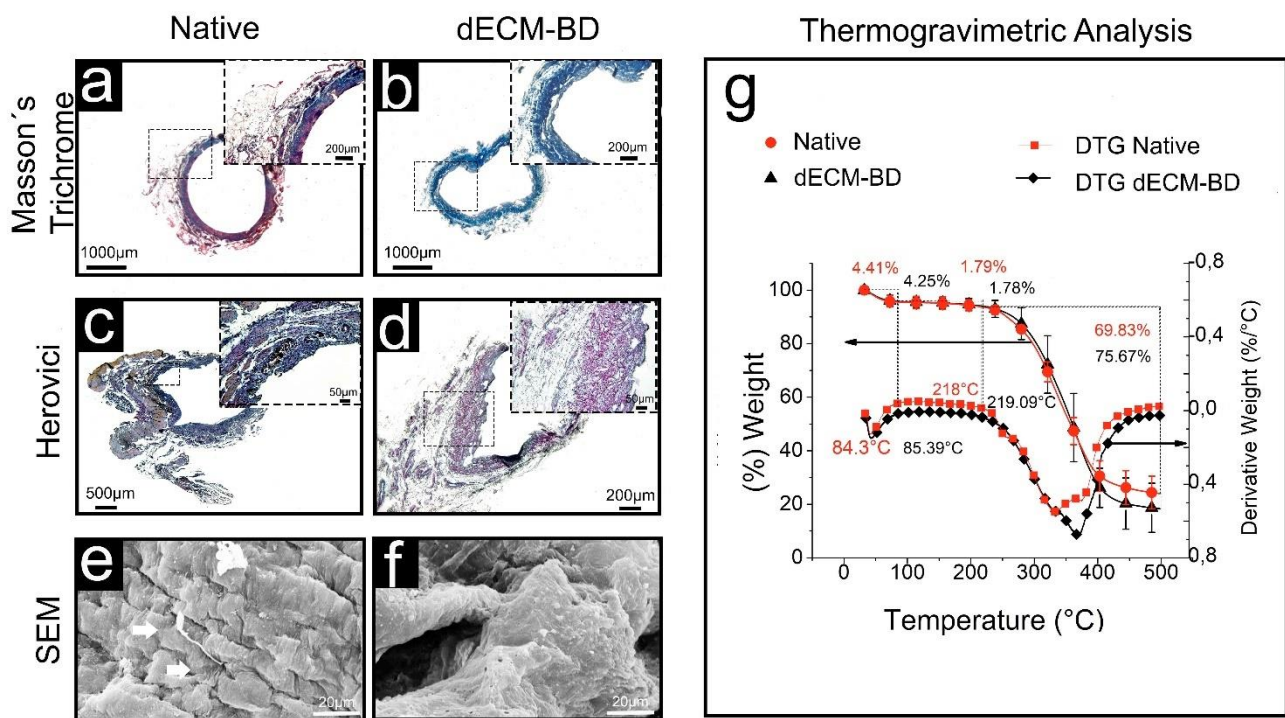 Native
dECM-BD
Thermogravimetric Analysis
Masson´s
Trichrome
a
200µm
1000µm
b
200µm
1000µm
Herovici
c
50µm
500µm
d
50µm
200µm
SEM
e
20µm
f
20µm
g
Native
DTG Native
dECM-BD
DTG dECM-BD
4.41%
4.25%
1.79%
1.78%
69.83%
75.67%
218°C
219.09°C
84.3°C
85.39°C
(%) Weight
100
80
60
40
20
0
0,8
0,4
0,0
0,4
0,8
Derivative Weight (%/°C)
0
100
200
300
400
500
Temperature (°C)